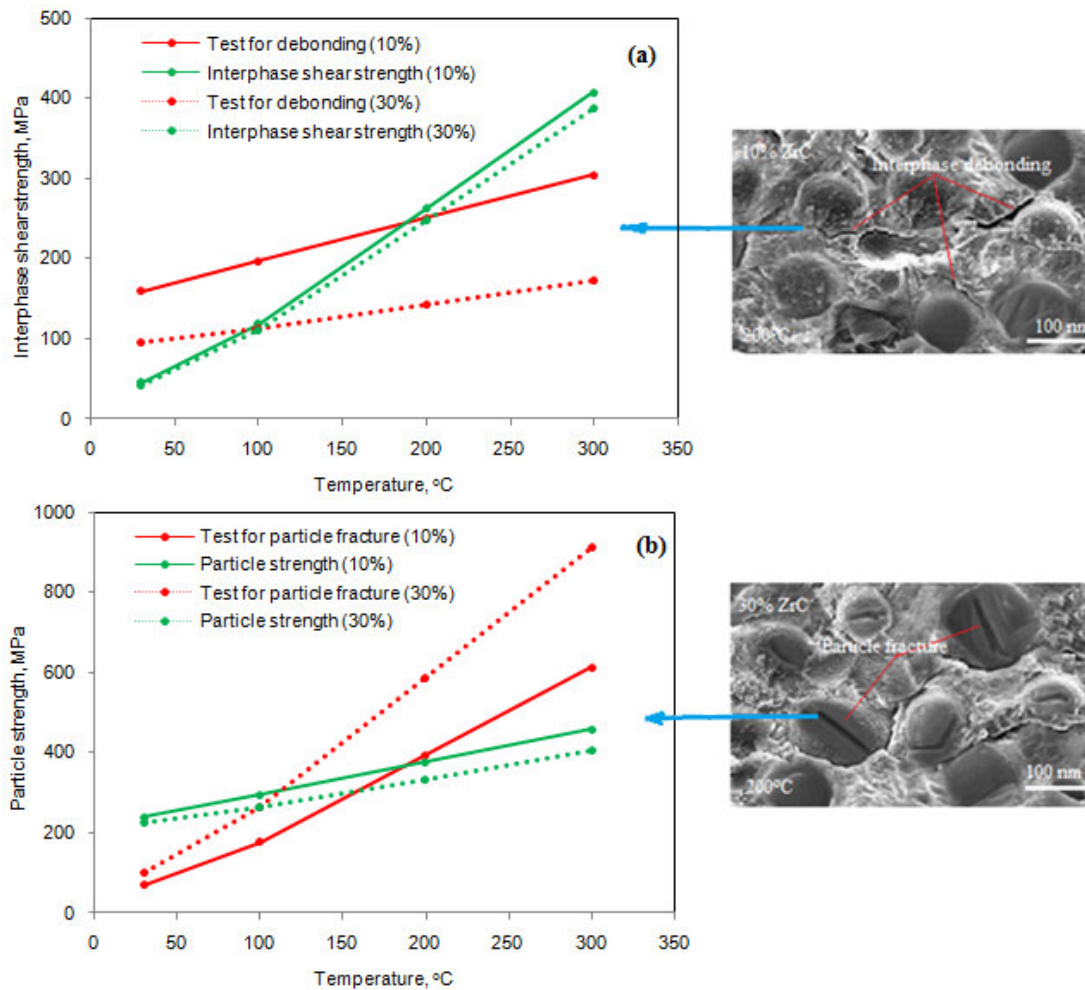 500
400
300
200
100
0
Interphase shear strength, MPa
Test for debonding (10%)
Interphase shear strength (10%)
Test for debonding (30%)
Interphase shear strength (30%)
(a)
0 50 100 150 200 250 300 350
Temperature, °C
10% ZrC
Interphase debonding
200°C
100 nm
1000
800
600
400
200
0
Particle strength, MPa
Test for particle fracture (10%)
Particle strength (10%)
Test for particle fracture (30%)
Particle strength (30%)
(b)
0 50 100 150 200 250 300 350
Temperature, °C
30% ZrC
Particle fracture
200°C
100 nm